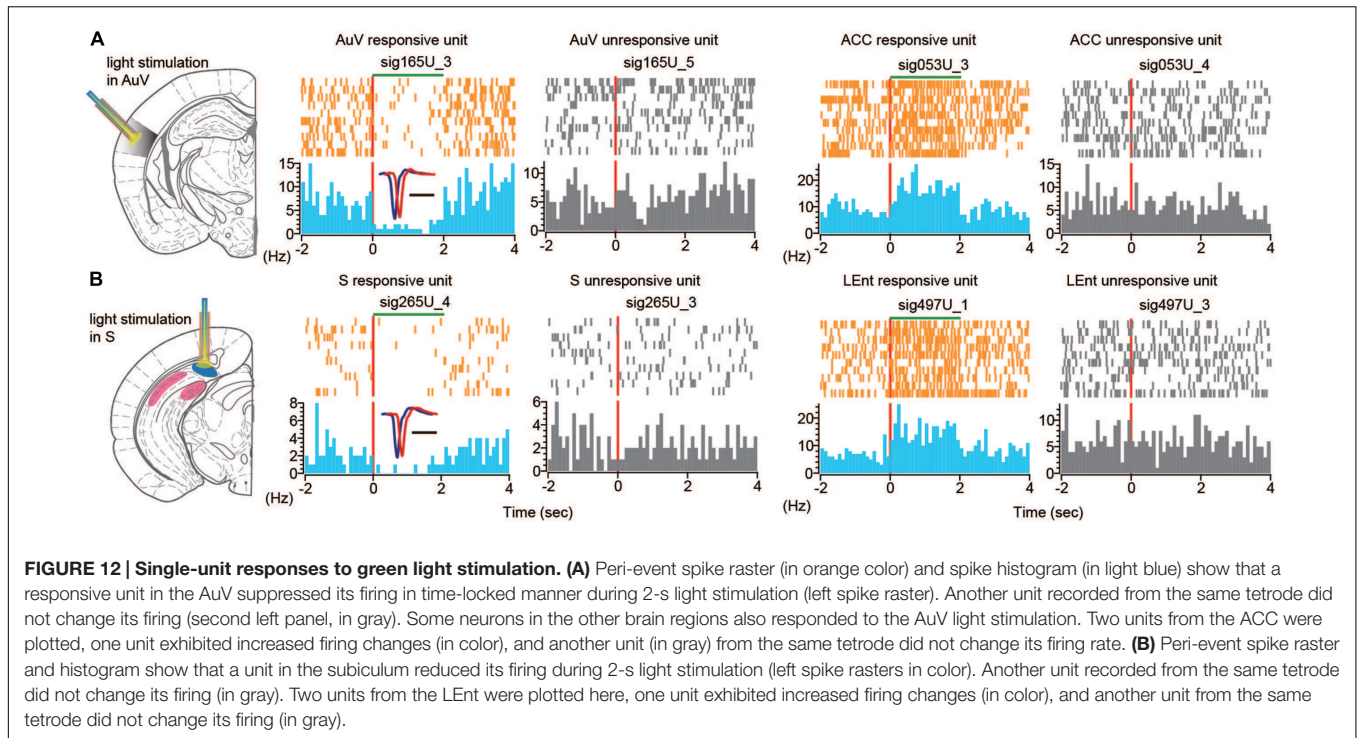 A
light stimulation
in AuV
AuV responsive unit
sig165U_3
AuV unresponsive unit
sig165U_5
ACC responsive unit
sig053U_3
ACC unresponsive unit
sig053U_4
15
10
5
0
-2 0 2 4
(Hz)
10
5
0
-2 0 2 4
20
10
0
-2 0 2 4
15
10
5
0
-2 0 2 4
B
light stimulation
in S
S responsive unit
sig265U_4
S unresponsive unit
sig265U_3
LEnt responsive unit
sig497U_1
LEnt unresponsive unit
sig497U_3
8
6
4
2
0
-2 0 2 4
(Hz)
6
4
2
0
-2 0 2 4
Time (sec)
20
10
0
-2 0 2 4
(Hz)
10
5
0
-2 0 2 4
Time (sec)
FIGURE 12 | Single-unit responses to green light stimulation. (A) Peri-event spike raster (in orange color) and spike histogram (in light blue) show that a
responsive unit in the AuV suppressed its firing in time-locked manner during 2-s light stimulation (left spike raster). Another unit recorded from the same tetrode did
not change its firing (second left panel, in gray). Some neurons in the other brain regions also responded to the AuV light stimulation. Two units from the ACC were
plotted, one unit exhibited increased firing changes (in color), and another unit (in gray) from the same tetrode did not change its firing rate. (B) Peri-event spike raster
and histogram show that a unit in the subiculum reduced its firing during 2-s light stimulation (left spike rasters in color). Another unit recorded from the same tetrode
did not change its firing (in gray). Two units from the LEnt were plotted here, one unit exhibited increased firing changes (in color), and another unit from the same
tetrode did not change its firing (in gray).